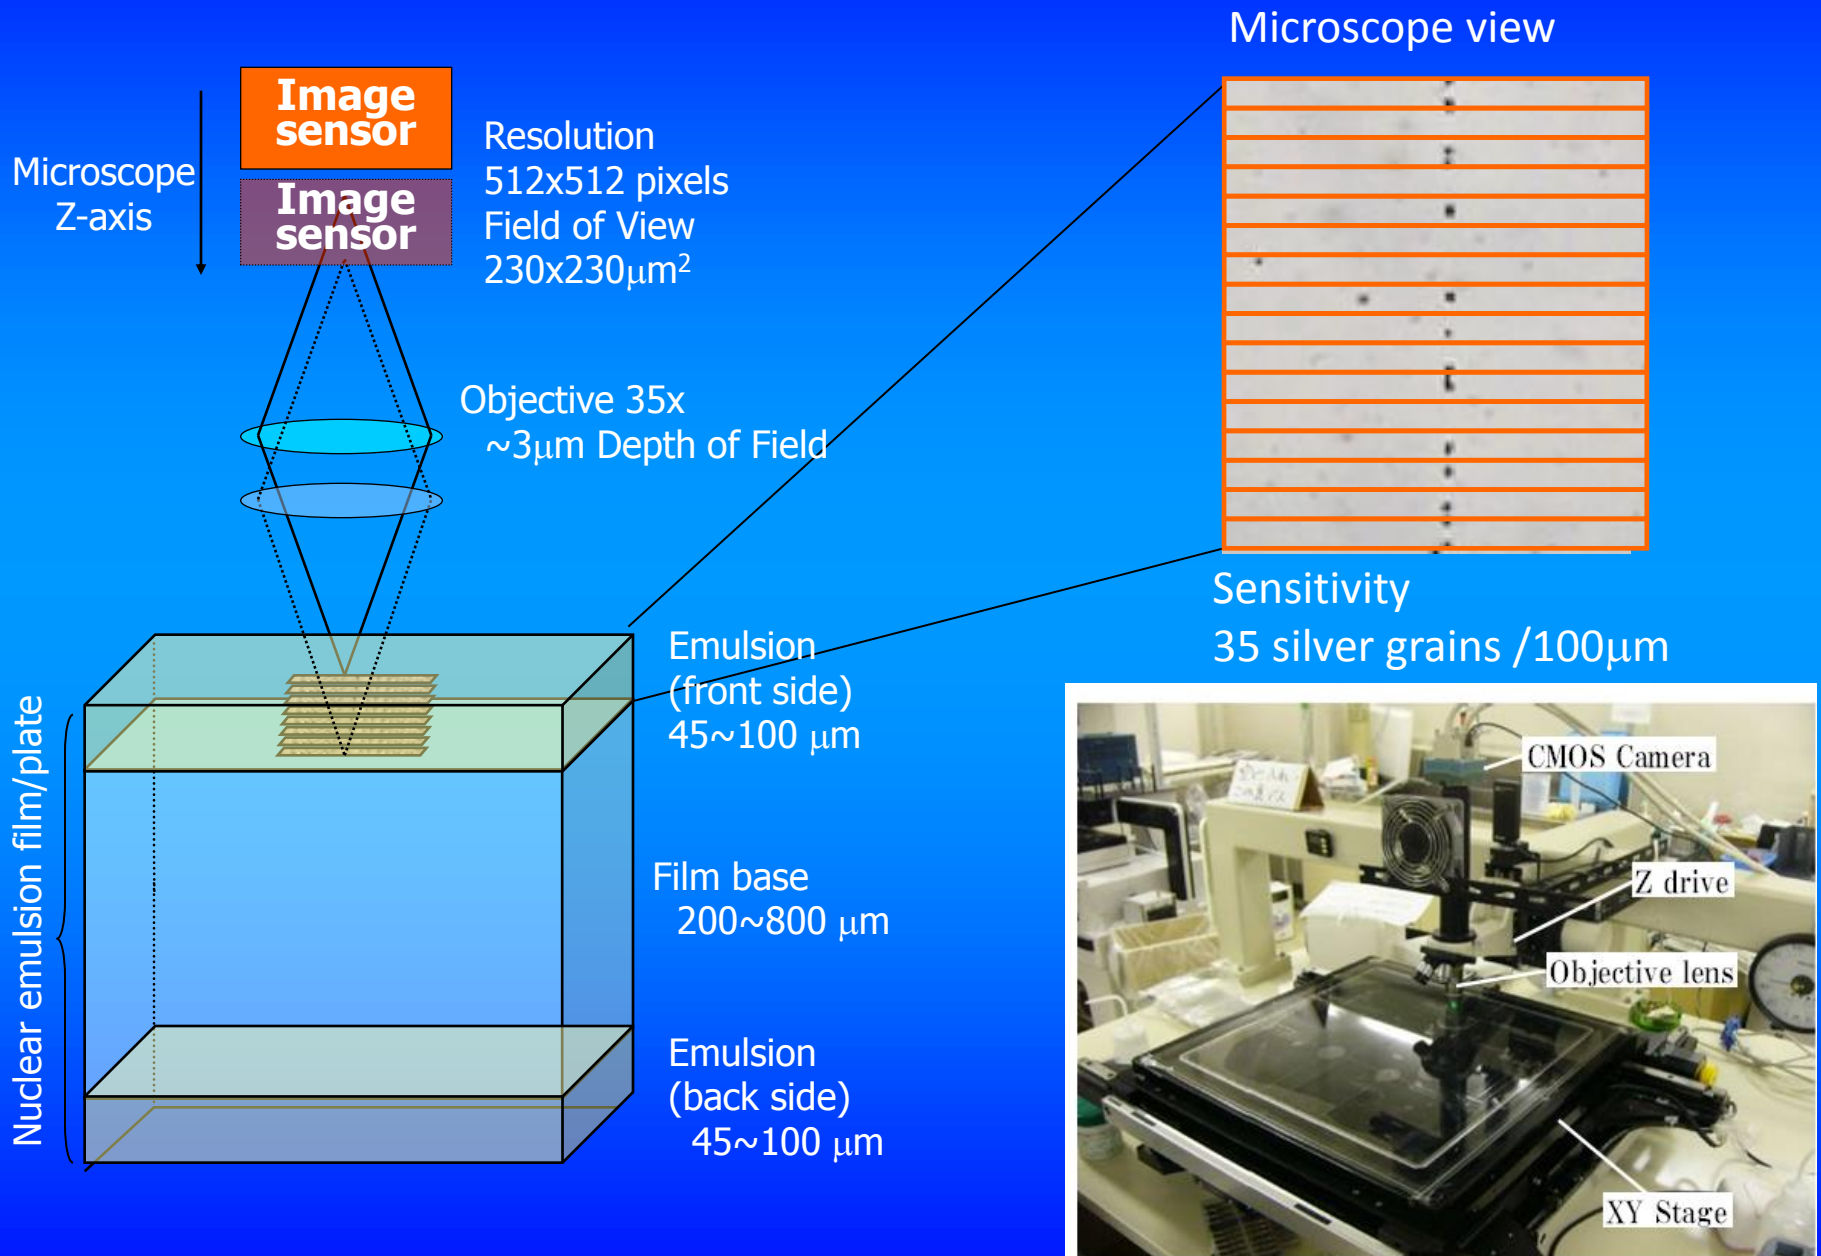 Microscope view
Image
sensor
Image
sensor
Microscope
Z-axis
Resolution
512x512 pixels
Field of View
230x230μm²
Objective 35x
~3μm Depth of Field
Sensitivity
35 silver grains /100μm
Emulsion
(front side)
45~100 μm
Film base
200~800 μm
Emulsion
(back side)
45~100 μm
Nuclear emulsion film/plate
CMOS Camera
Z drive
Objective lens
XY Stage